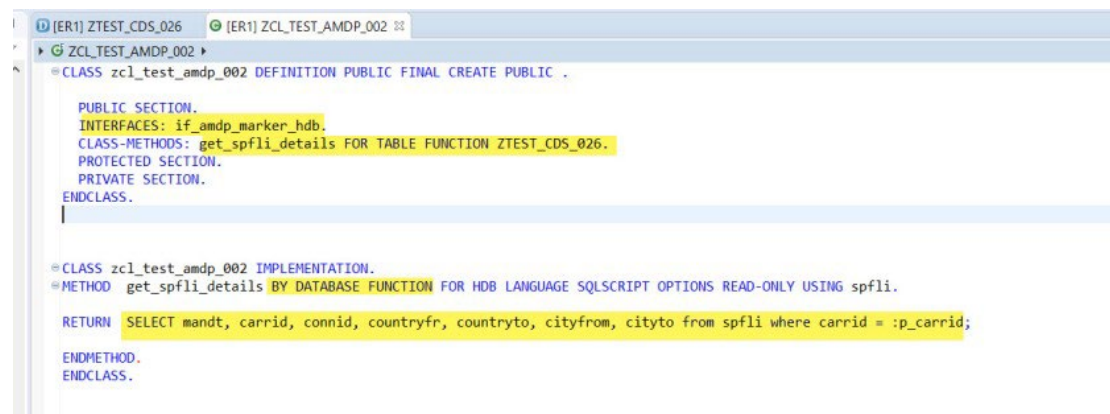 [ER1] ZTEST_CDS_026 [ER1] ZCL_TEST_AMDP_002
ZCL_TEST_AMDP_002
CLASS zcl_test_amdp_002 DEFINITION PUBLIC FINAL CREATE PUBLIC .
PUBLIC SECTION.
INTERFACES: if_amdp_marker_hdb.
CLASS-METHODS: get_spfli_details FOR TABLE FUNCTION ZTEST_CDS_026.
PROTECTED SECTION.
PRIVATE SECTION.
ENDCLASS.
CLASS zcl_test_amdp_002 IMPLEMENTATION.
METHOD get_spfli_details BY DATABASE FUNCTION FOR HDB LANGUAGE SQLSCRIPT OPTIONS READ-ONLY USING spfli.
RETURN SELECT mandt, carrid, connid, countryfr, countryto, cityfrom, cityto from spfli where carrid = :p_carrid;
ENDMETHOD.
ENDCLASS.